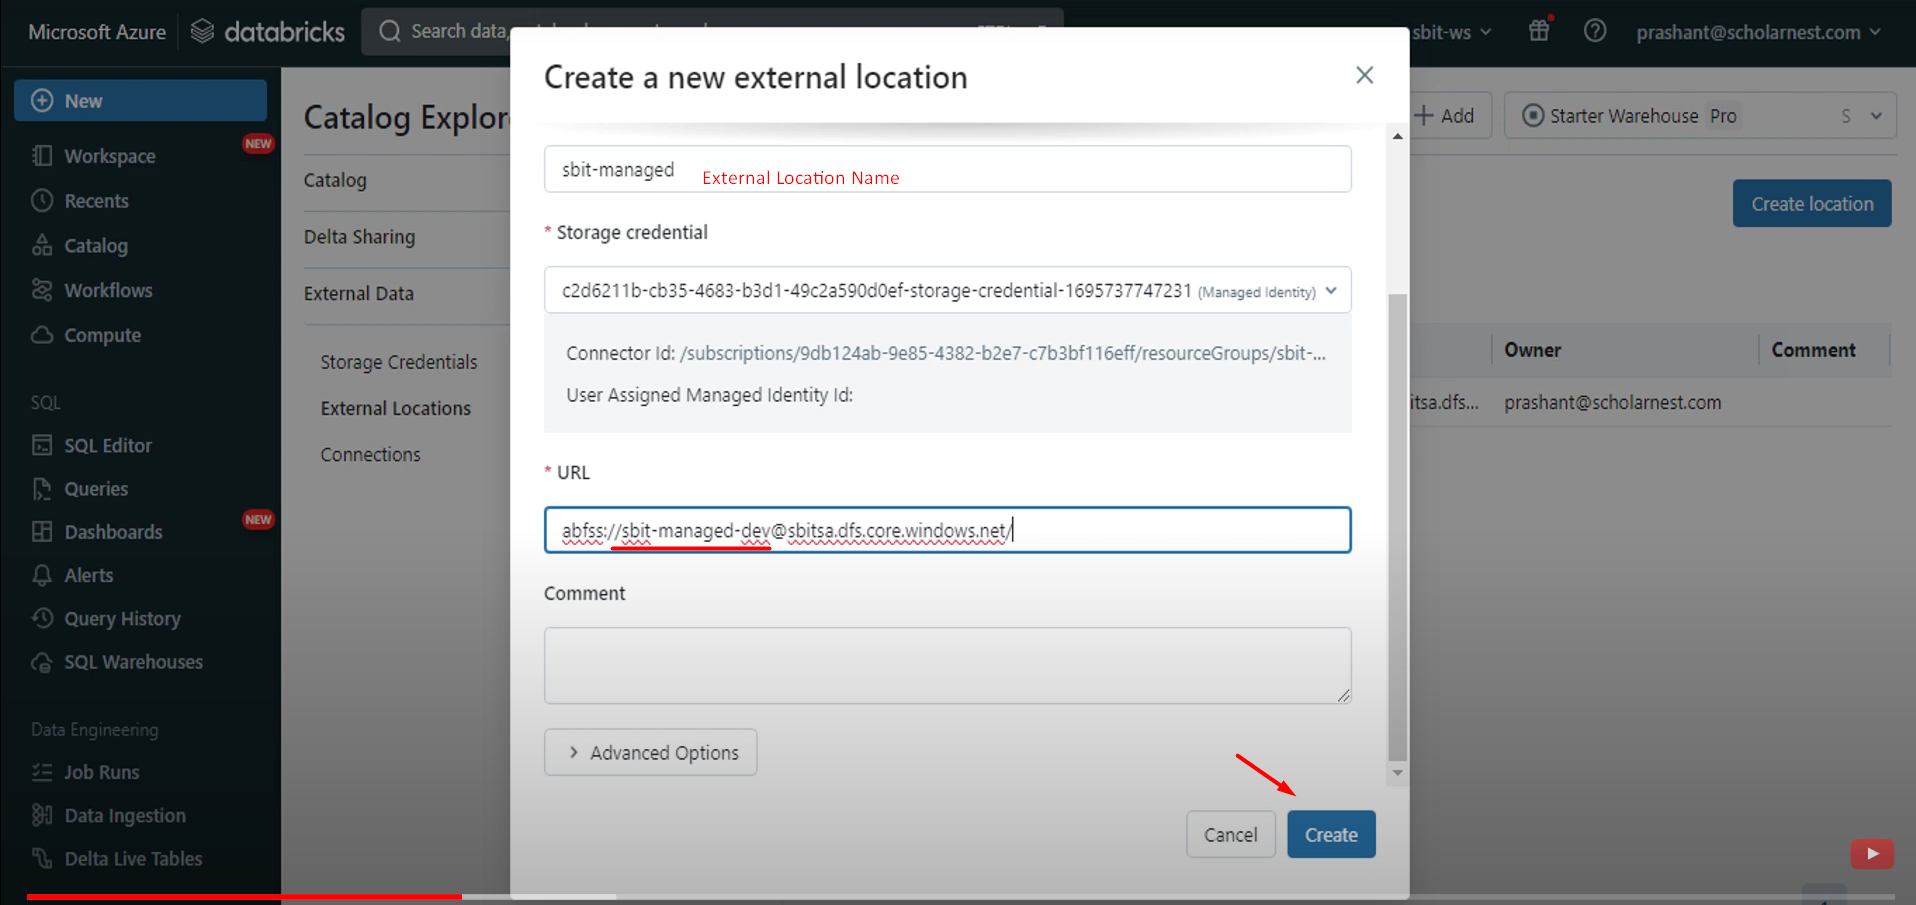 Microsoft Azure
databricks
Search data,
sbit-ws
prashant@scholarnest.com
New
Workspace
NEW
Recents
Catalog
Workflows
Compute
SQL
SQL Editor
Queries
Dashboards
NEW
Alerts
Query History
SQL Warehouses
Data Engineering
Job Runs
Data Ingestion
Delta Live Tables
Catalog Explor
Catalog
Delta Sharing
External Data
Storage Credentials
External Locations
Connections
Create a new external location
sbit-managed
External Location Name
* Storage credential
c2d6211b-cb35-4683-b3d1-49c2a590d0ef-storage-credential-1695737747231 (Managed Identity)
Connector Id: /subscriptions/9db124ab-9e85-4382-b2e7-c7b3bf116eff/resourceGroups/sbit-...
User Assigned Managed Identity Id:
* URL
abfss://sbit-managed-dev@sbitsa.dfs.core.windows.net/
Comment
Advanced Options
Cancel
Create
Add
Starter Warehouse Pro S
Create location
Owner
Comment
itsa.dfs...
prashant@scholarnest.com